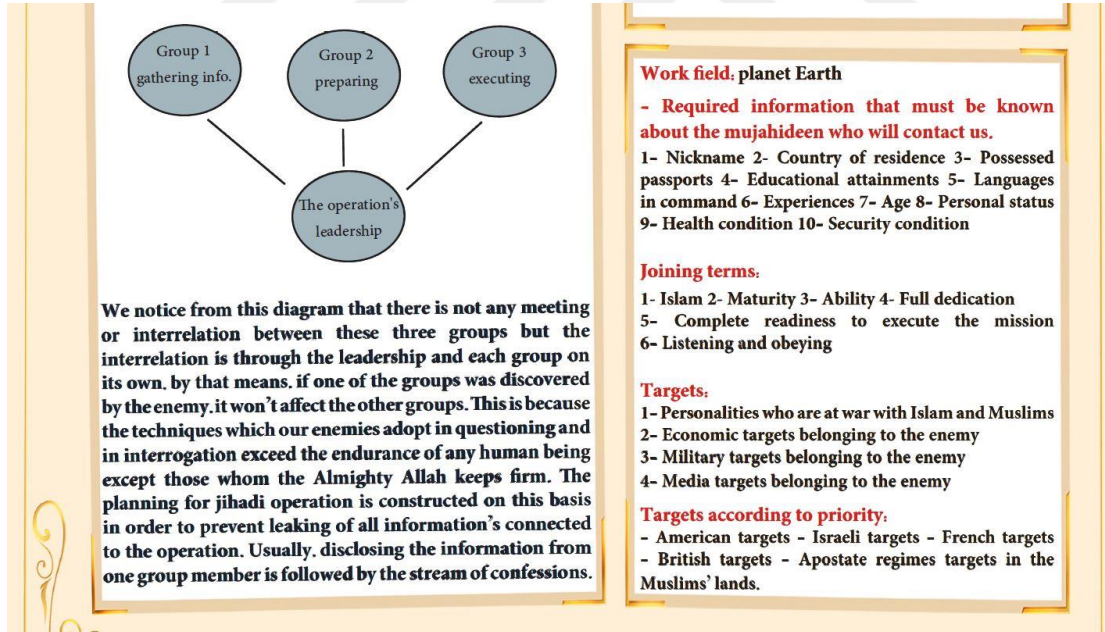 Group 1
gathering info.
Group 2
preparing
Group 3
executing
The operation's
leadership
We notice from this diagram that there is not any meeting
or interrelation between these three groups but the
interrelation is through the leadership and each group on
its own. by that means. if one of the groups was discovered
by the enemy.it won't affect the other groups. This is because
the techniques which our enemies adopt in questioning and
in interrogation exceed the endurance of any human being
except those whom the Almighty Allah keeps firm. The
planning for jihadi operation is constructed on this basis
in order to prevent leaking of all information's connected
to the operation. Usually. disclosing the information from
one group member is followed by the stream of confessions.
Work field: planet Earth
- Required information that must be known
about the mujahideen who will contact us.
1- Nickname 2- Country of residence 3- Possessed
passports 4- Educational attainments 5- Languages
in command 6- Experiences 7- Age 8- Personal status
9- Health condition 10- Security condition
Joining terms:
1- Islam 2- Maturity 3- Ability 4- Full dedication
5- Complete readiness to execute the mission
6- Listening and obeying
Targets:
1- Personalities who are at war with Islam and Muslims
2- Economic targets belonging to the enemy
3- Military targets belonging to the enemy
4- Media targets belonging to the enemy
Targets according to priority:
- American targets - Israeli targets - French targets
- British targets - Apostate regimes targets in the
Muslims' lands.